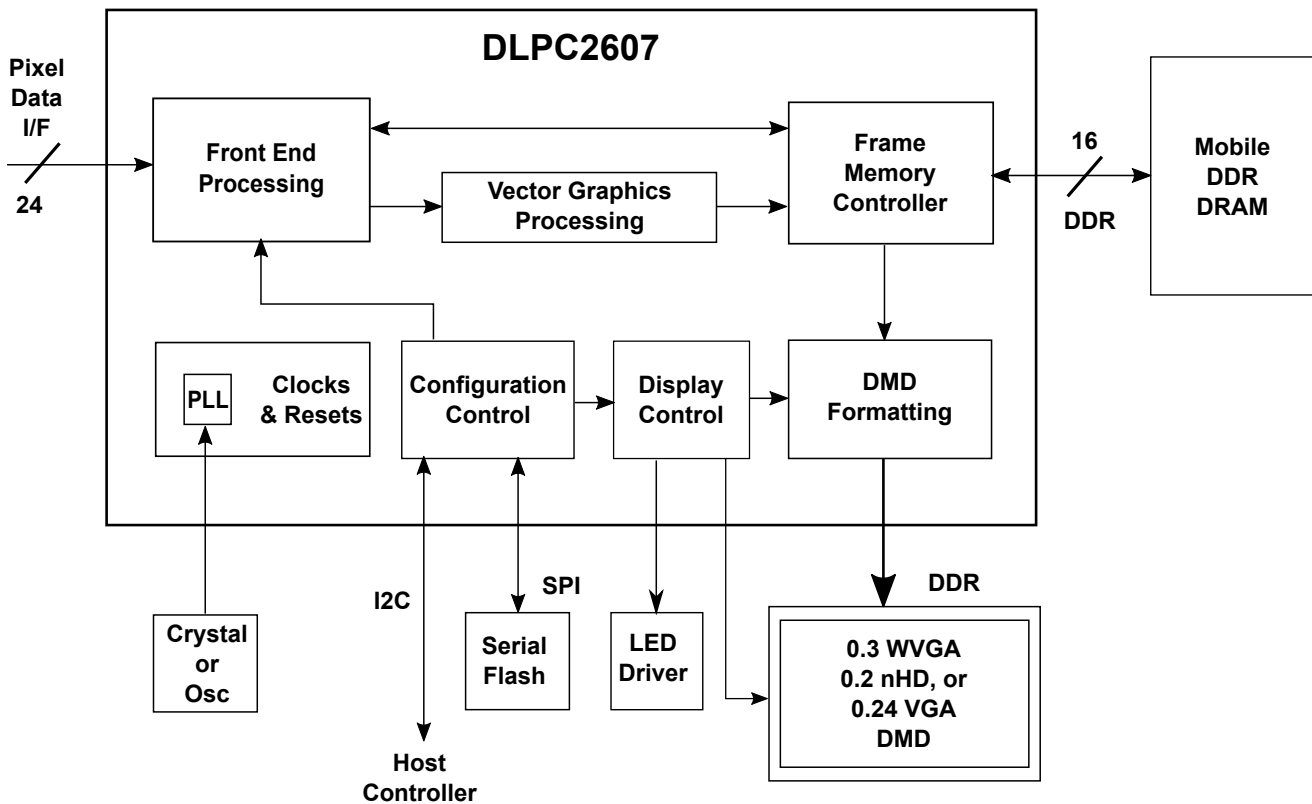 DLPC2607
Pixel
Data
I/F
24
Front End
Processing
Vector Graphics
Processing
Frame
Memory
Controller
16
DDR
Mobile
DDR
DRAM
PLL
Clocks
& Resets
Configuration
Control
Display
Control
DMD
Formatting
I2C
SPI
DDR
Crystal
or
Osc
Serial
Flash
LED
Driver
0.3 WVGA
0.2 nHD, or
0.24 VGA
DMD
Host
Controller